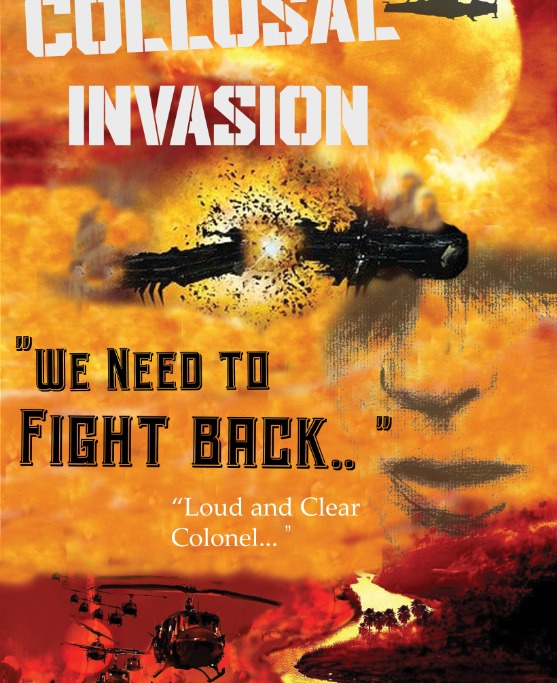 COLLOSAL
INVASION
"WE NEED TO
FIGHT BACK.. "
“Loud and Clear
Colonel... "